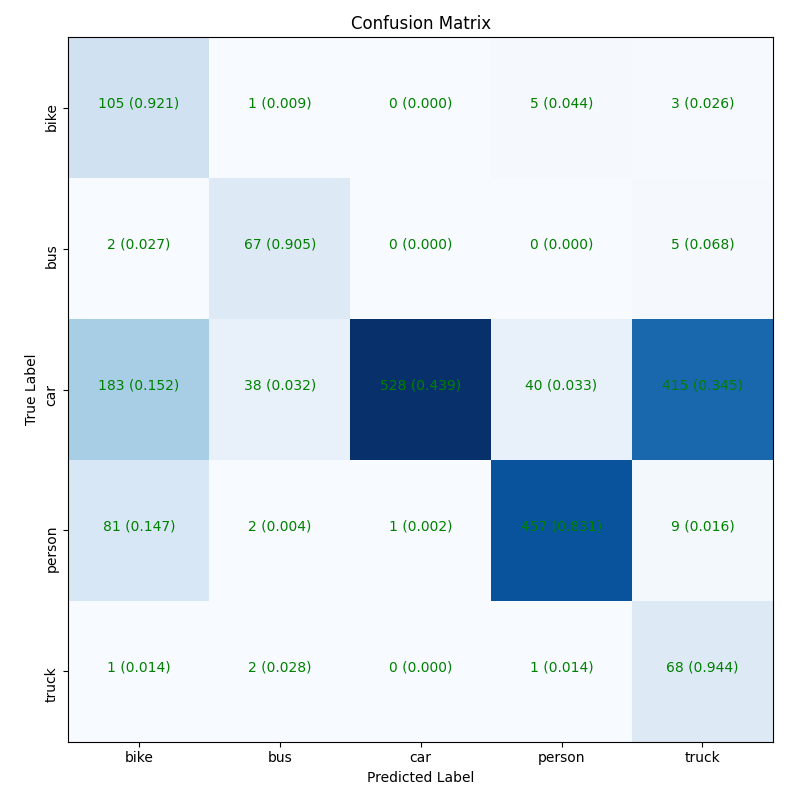 Confusion Matrix
bike
105 (0.921) 1 (0.009) 0 (0.000) 5 (0.044) 3 (0.026)
bus
2 (0.027) 67 (0.905) 0 (0.000) 0 (0.000) 5 (0.068)
True Label
car
183 (0.152) 38 (0.032) 528 (0.439) 40 (0.033) 415 (0.345)
person
81 (0.147) 2 (0.004) 1 (0.002) 457 (0.831) 9 (0.016)
truck
1 (0.014) 2 (0.028) 0 (0.000) 1 (0.014) 68 (0.944)
bike bus car person truck
Predicted Label